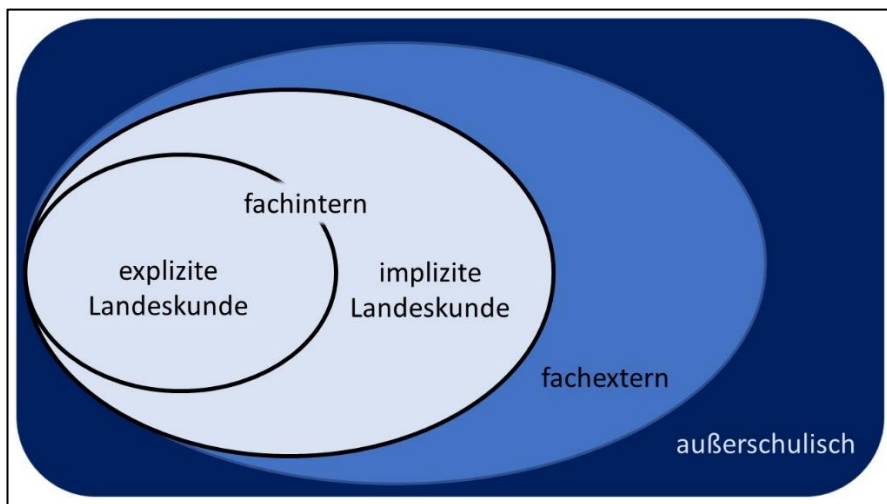 fachintern
explizite
Landeskunde
implizite
Landeskunde
fachextern
außerschulisch